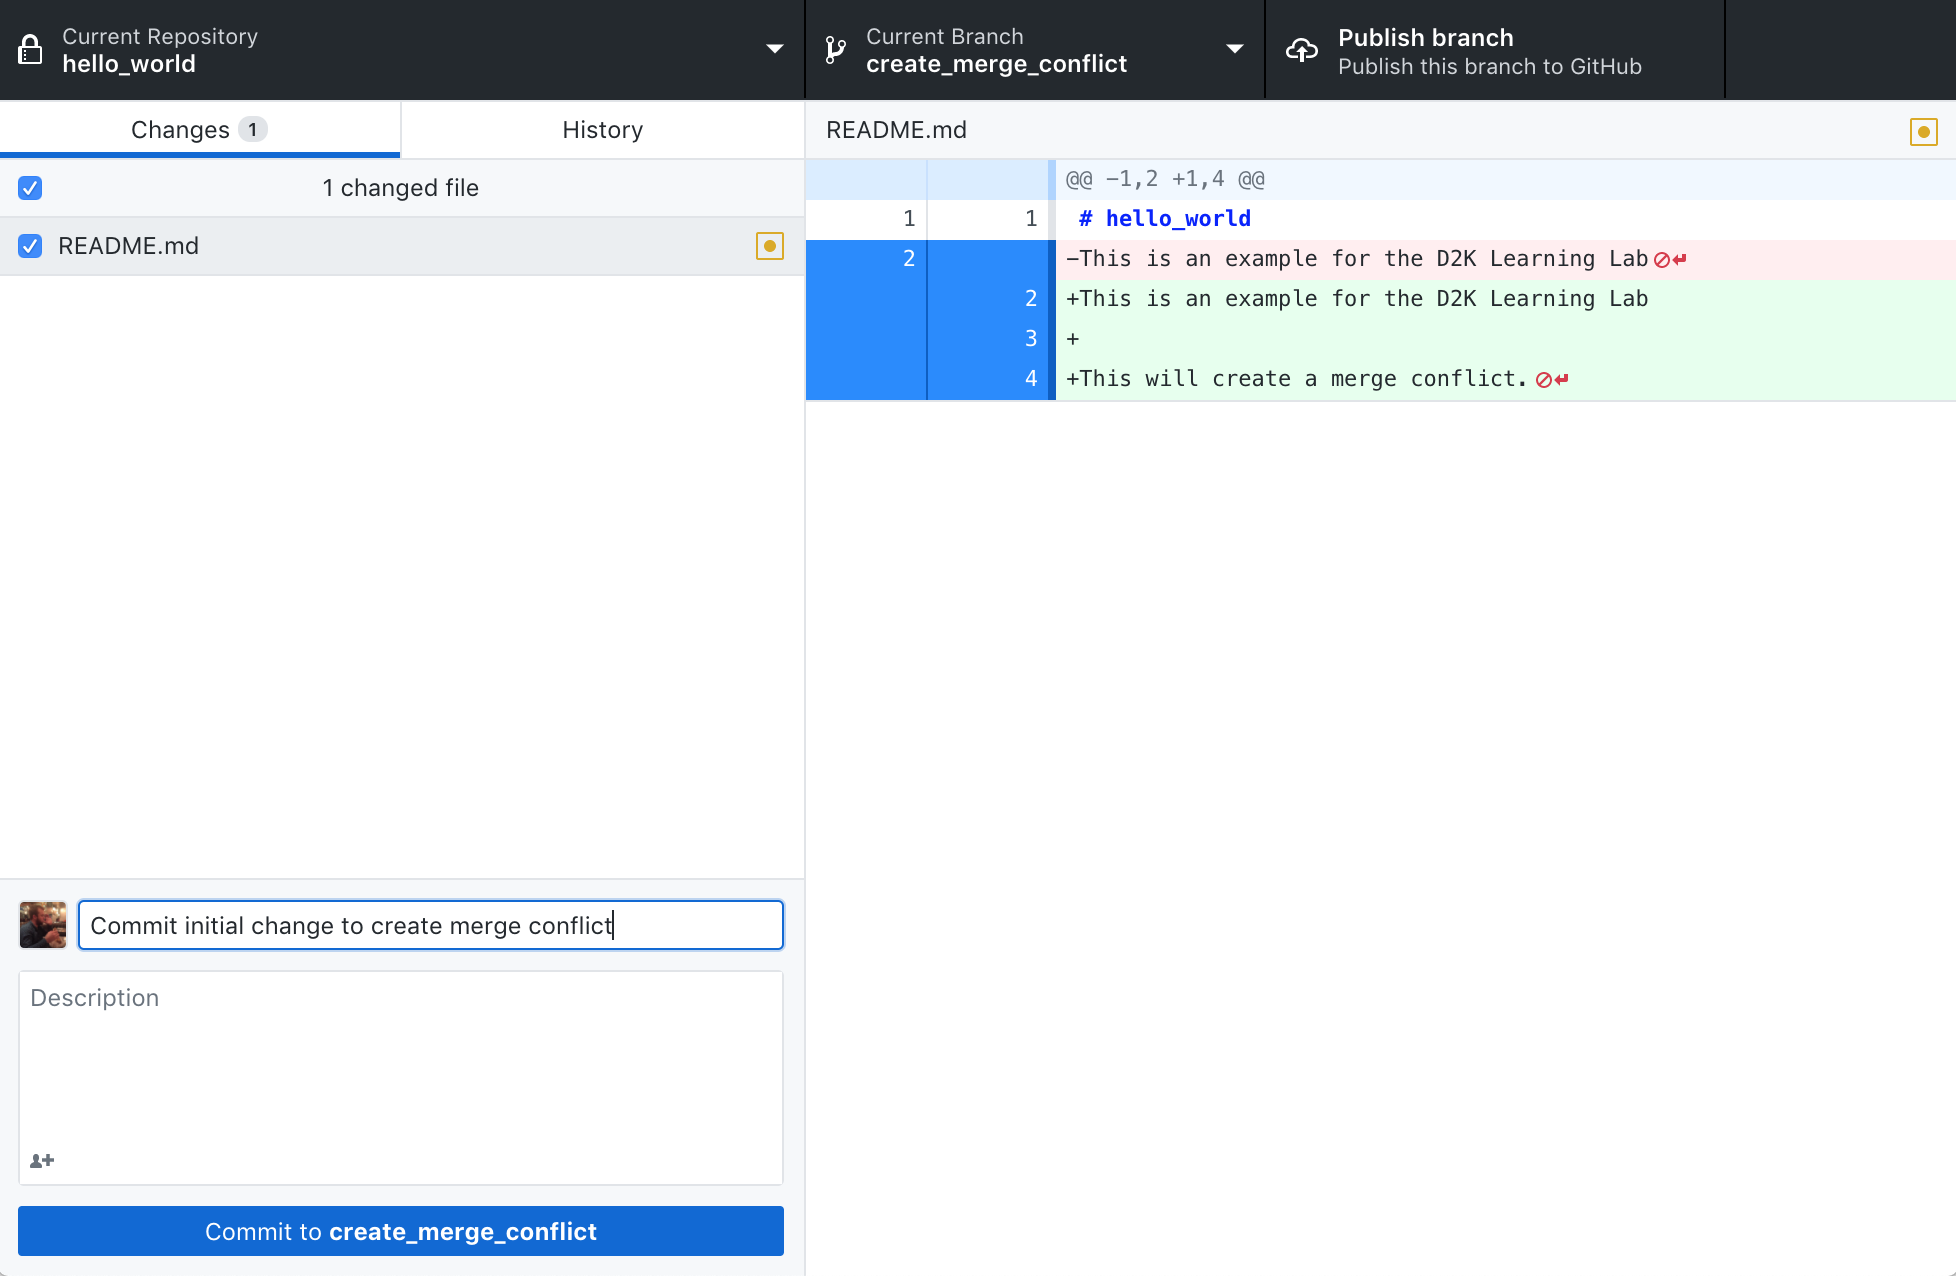 Current Repository
hello_world
Current Branch
create_merge_conflict
Publish branch
Publish this branch to GitHub
Changes 1
History
1 changed file
README.md
README.md
@@ -1,2 +1,4 @@
1 1 # hello_world
2 -This is an example for the D2K Learning Lab
2 +This is an example for the D2K Learning Lab
3 +
4 +This will create a merge conflict.
Commit initial change to create merge conflict
Description
Commit to create_merge_conflict